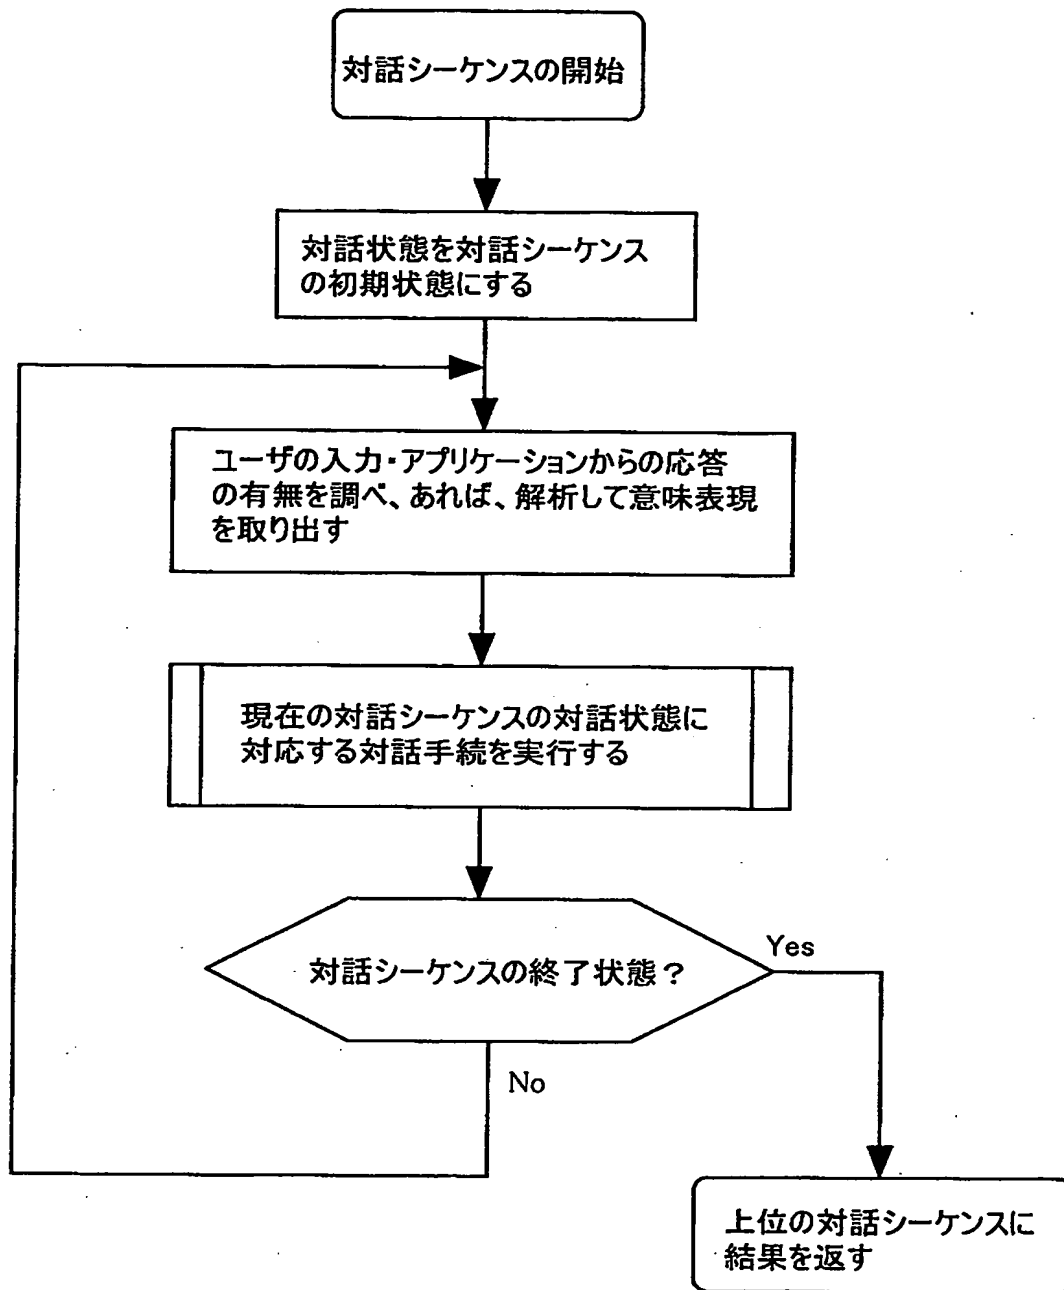 対話シーケンスの開始
対話状態を対話シーケンス
の初期状態にする
ユーザの入力・アプリケーションからの応答
の有無を調べ、あれば、解析して意味表現
を取り出す
現在の対話シーケンスの対話状態に
対応する対話手続を実行する
対話シーケンスの終了状態?
Yes
No
上位の対話シーケンスに
結果を返す